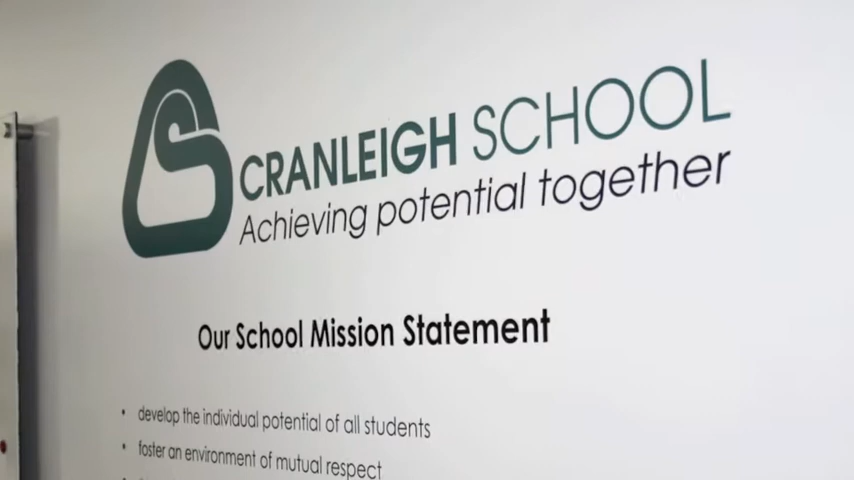 CRANLEIGH SCHOOL
Achieving potential together
Our School Mission Statement
• develop the individual potential of all students
• foster an environment of mutual respect